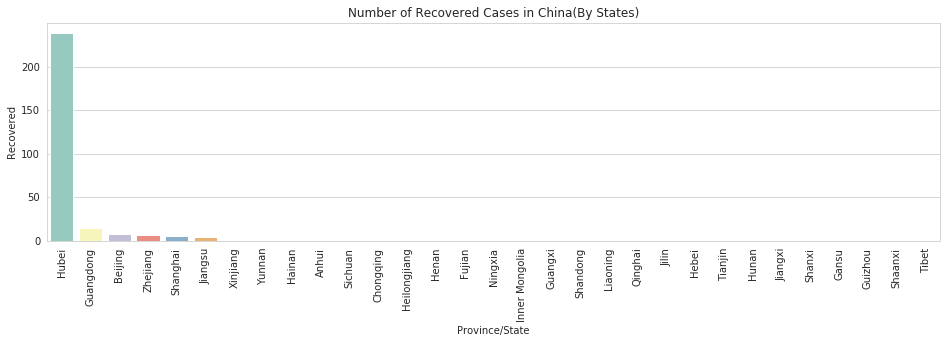 Number of Recovered Cases in China(By States)
Recovered
200
150
100
50
0
Hubei
Guangdong
Beijing
Zhejiang
Shanghai
Jiangsu
Xinjiang
Yunnan
Hainan
Anhui
Sichuan
Chongqing
Heilongjiang
Henan
Fujian
Ningxia
Inner Mongolia
Guangxi
Shandong
Liaoning
Qinghai
Jilin
Hebei
Tianjin
Hunan
Jiangxi
Shanxi
Gansu
Guizhou
Shaanxi
Tibet
Province/State